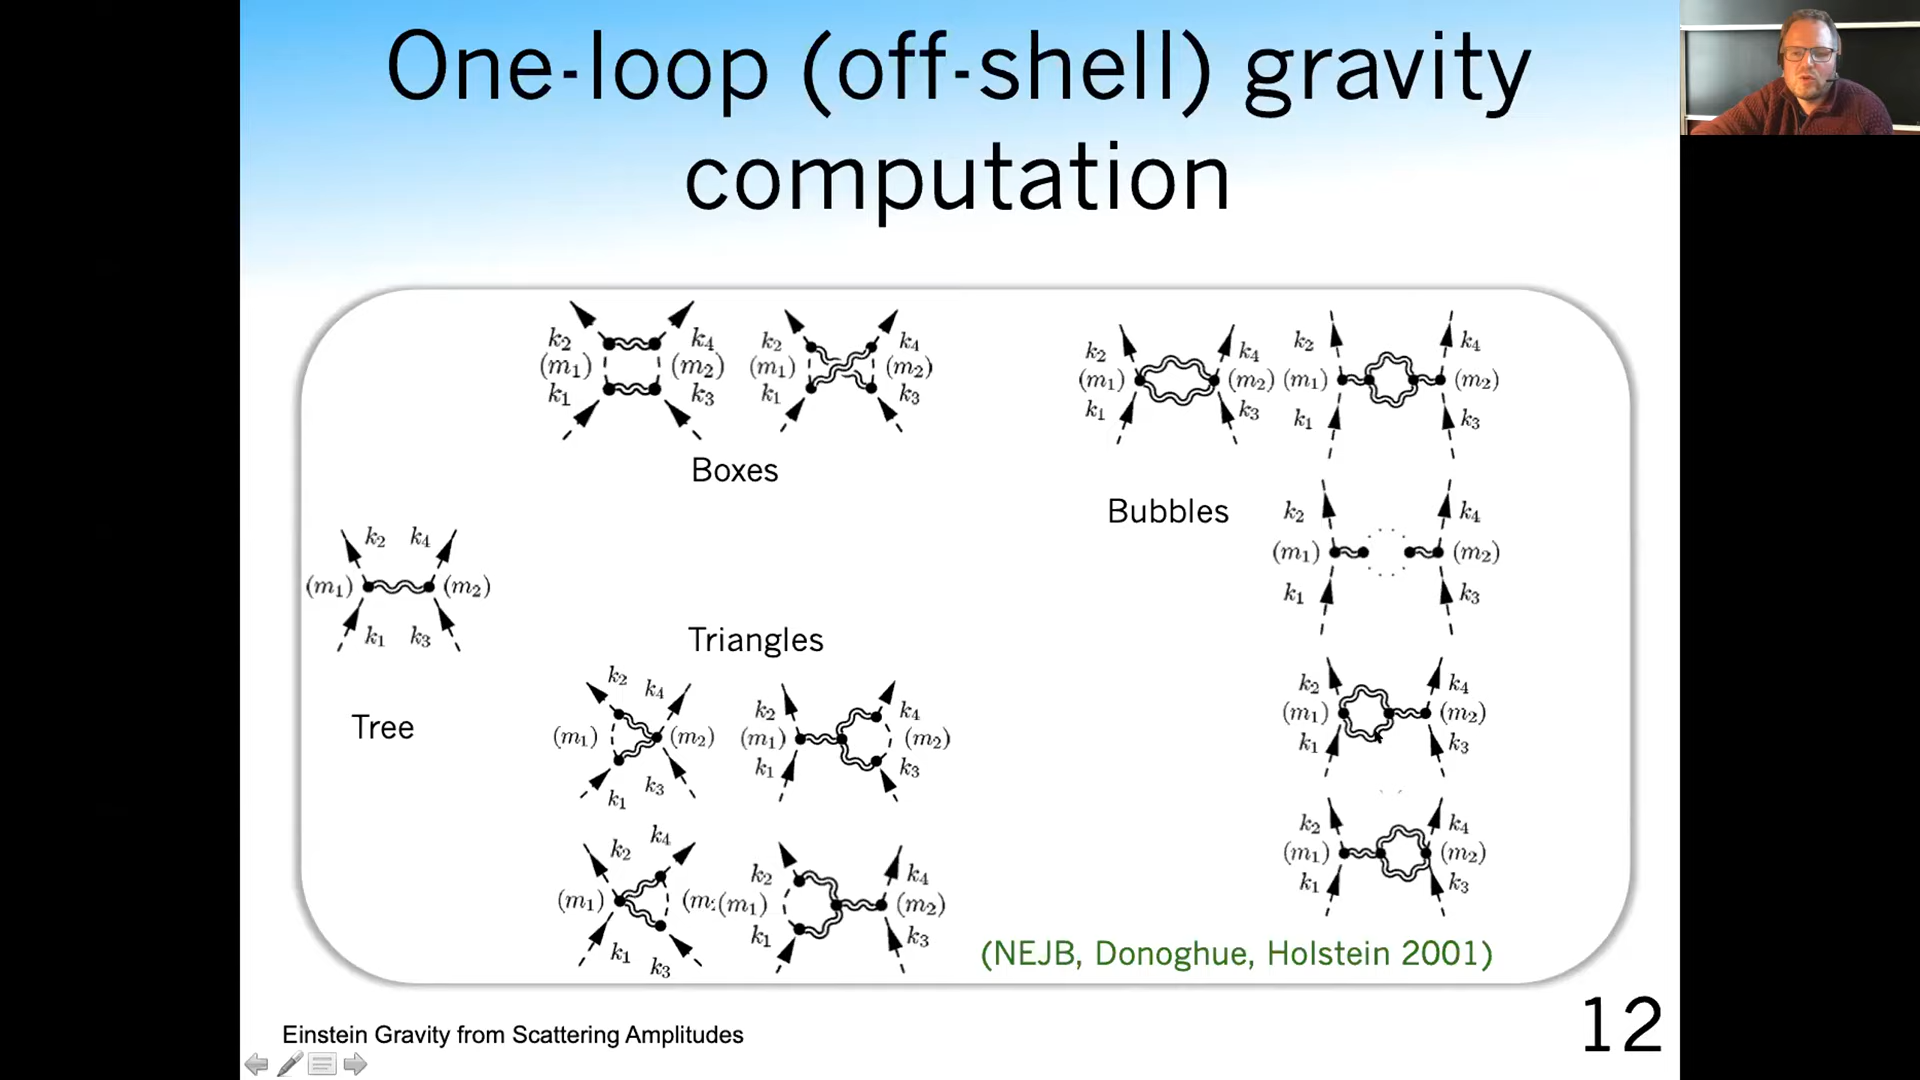 One-loop (off-shell) gravity
computation
k2 k4
(m1) (m2)
k1 k3
k2 k4
(m1) (m2)
k1 k3
Boxes
k2 k4
(m1) (m2)
k1 k3
k2 k4
(m1) (m2)
k1 k3
Bubbles
k2 k4
(m1) (m2)
k1 k3
k2 k4
(m1) (m2)
k1 k3
Tree
Triangles
k2 k4
(m1) (m2)
k1 k3
k2 k4
(m1) (m2)
k1 k3
k2 k4
(m1) (m2)
k1 k3
k2 k4
(m1) (m2)
k1 k3
k2 k4
(m1) (m
k1 k3
k2 k4
(m1) (m2)
k1 k3
(NEJB, Donoghue, Holstein 2001)
Einstein Gravity from Scattering Amplitudes
12